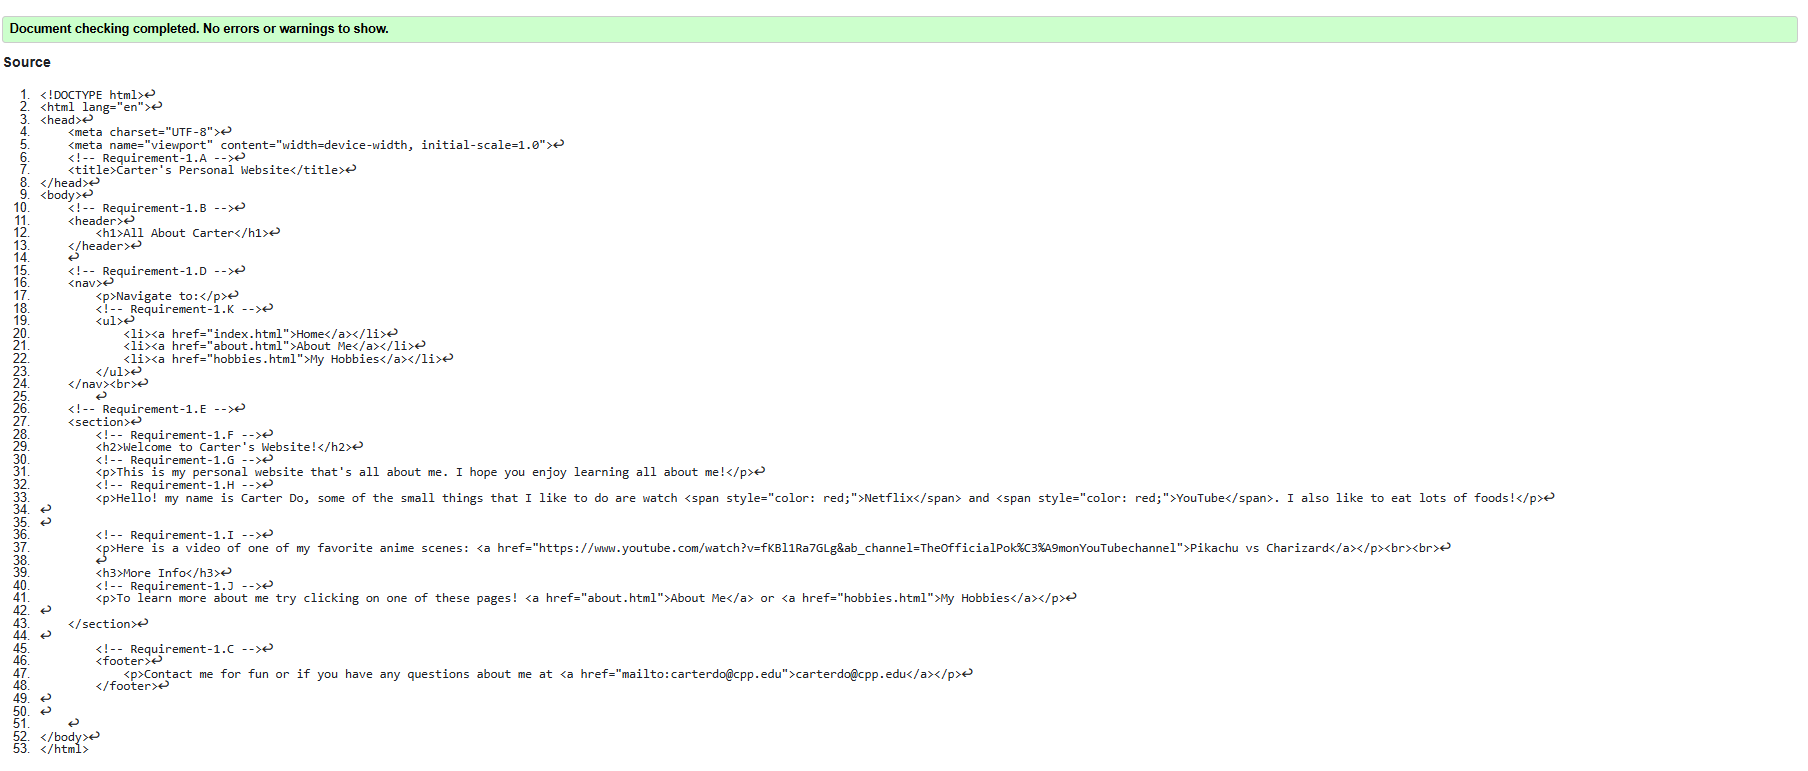 Document checking completed. No errors or warnings to show.
Source
1. <!DOCTYPE html>↩
2. <html lang="en">↩
3. <head>↩
4.     <meta charset="UTF-8">↩
5.     <meta name="viewport" content="width=device-width, initial-scale=1.0">↩
6.     <!-- Requirement-1.A -->↩
7.     <title>Carter's Personal Website</title>↩
8. </head>↩
9. <body>↩
10.     <!-- Requirement-1.B -->↩
11.     <header>↩
12.         <h1>All About Carter</h1>↩
13.     </header>↩
14.     ↩
15.     <!-- Requirement-1.D -->↩
16.     <nav>↩
17.         <p>Navigate to:</p>↩
18.         <!-- Requirement-1.K -->↩
19.         <ul>↩
20.             <li><a href="index.html">Home</a></li>↩
21.             <li><a href="about.html">About Me</a></li>↩
22.             <li><a href="hobbies.html">My Hobbies</a></li>↩
23.         </ul>↩
24.     </nav><br>↩
25.         ↩
26.     <!-- Requirement-1.E -->↩
27.     <section>↩
28.         <!-- Requirement-1.F -->↩
29.         <h2>Welcome to Carter's Website!</h2>↩
30.         <!-- Requirement-1.G -->↩
31.         <p>This is my personal website that's all about me. I hope you enjoy learning all about me!</p>↩
32.         <!-- Requirement-1.H -->↩
33.         <p>Hello! my name is Carter Do, some of the small things that I like to do are watch <span style="color: red;">Netflix</span> and <span style="color: red;">YouTube</span>. I also like to eat lots of foods!</p>↩
34. ↩
35. ↩
36.         <!-- Requirement-1.I -->↩
37.         <p>Here is a video of one of my favorite anime scenes: <a href="https://www.youtube.com/watch?v=fKBl1Ra7GLg&ab_channel=TheOfficialPok%C3%A9monYouTubechannel">Pikachu vs Charizard</a></p><br><br>↩
38.         ↩
39.         <h3>More Info</h3>↩
40.         <!-- Requirement-1.J -->↩
41.         <p>To learn more about me try clicking on one of these pages! <a href="about.html">About Me</a> or <a href="hobbies.html">My Hobbies</a></p>↩
42. ↩
43.     </section>↩
44. ↩
45.         <!-- Requirement-1.C -->↩
46.         <footer>↩
47.             <p>Contact me for fun or if you have any questions about me at <a href="mailto:carterdo@cpp.edu">carterdo@cpp.edu</a></p>↩
48.         </footer>↩
49. ↩
50. ↩
51.     ↩
52. </body>↩
53. </html>